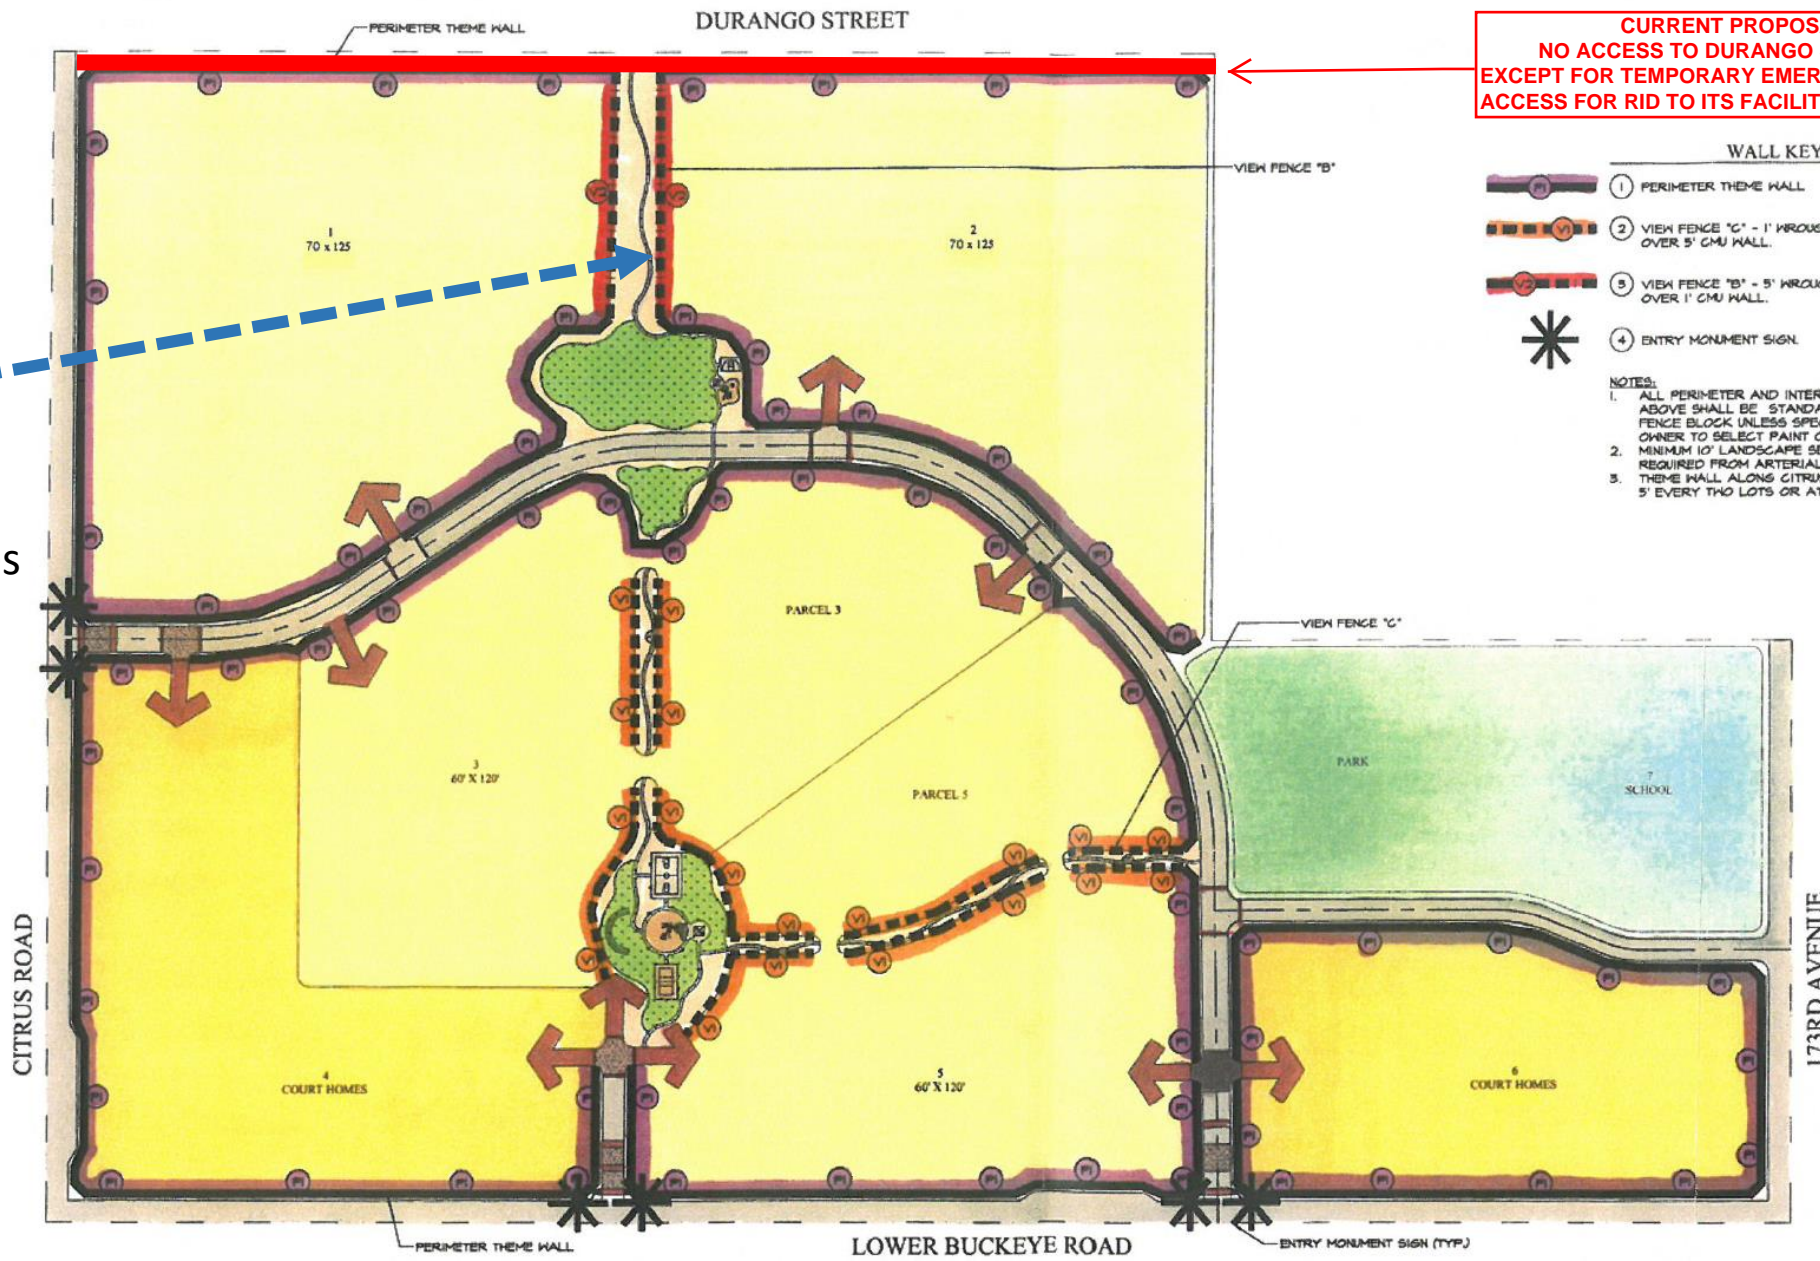 DURANGO STREET
PERIMETER THEME WALL
CURRENT PROPOS
NO ACCESS TO DURANGO
EXCEPT FOR TEMPORARY EMER
ACCESS FOR RID TO ITS FACILIT
WALL KEY
P1 1 PERIMETER THEME WALL
V1 2 VIEW FENCE "C" - 1' WROU
OVER 5' CMU WALL.
V2 3 VIEW FENCE "B" - 5' WROU
OVER 1' CMU WALL.
4 ENTRY MONUMENT SIGN.
NOTES:
1. ALL PERIMETER AND INTER
ABOVE SHALL BE STANDA
FENCE BLOCK UNLESS SPE
OWNER TO SELECT PAINT
2. MINIMUM 10' LANDSCAPE SE
REQUIRED FROM ARTERIAL
3. THEME WALL ALONG CITRU
5' EVERY TWO LOTS OR AT
VIEW FENCE "B"
1
70 x 125
2
70 x 125
s
PARCEL 3
VIEW FENCE "C"
3
60' X 120'
PARCEL 5
PARK
7
SCHOOL
CITRUS ROAD
173RD AVENUE
4
COURT HOMES
5
60' X 120'
6
COURT HOMES
PERIMETER THEME WALL
LOWER BUCKEYE ROAD
ENTRY MONUMENT SIGN (TYP.)